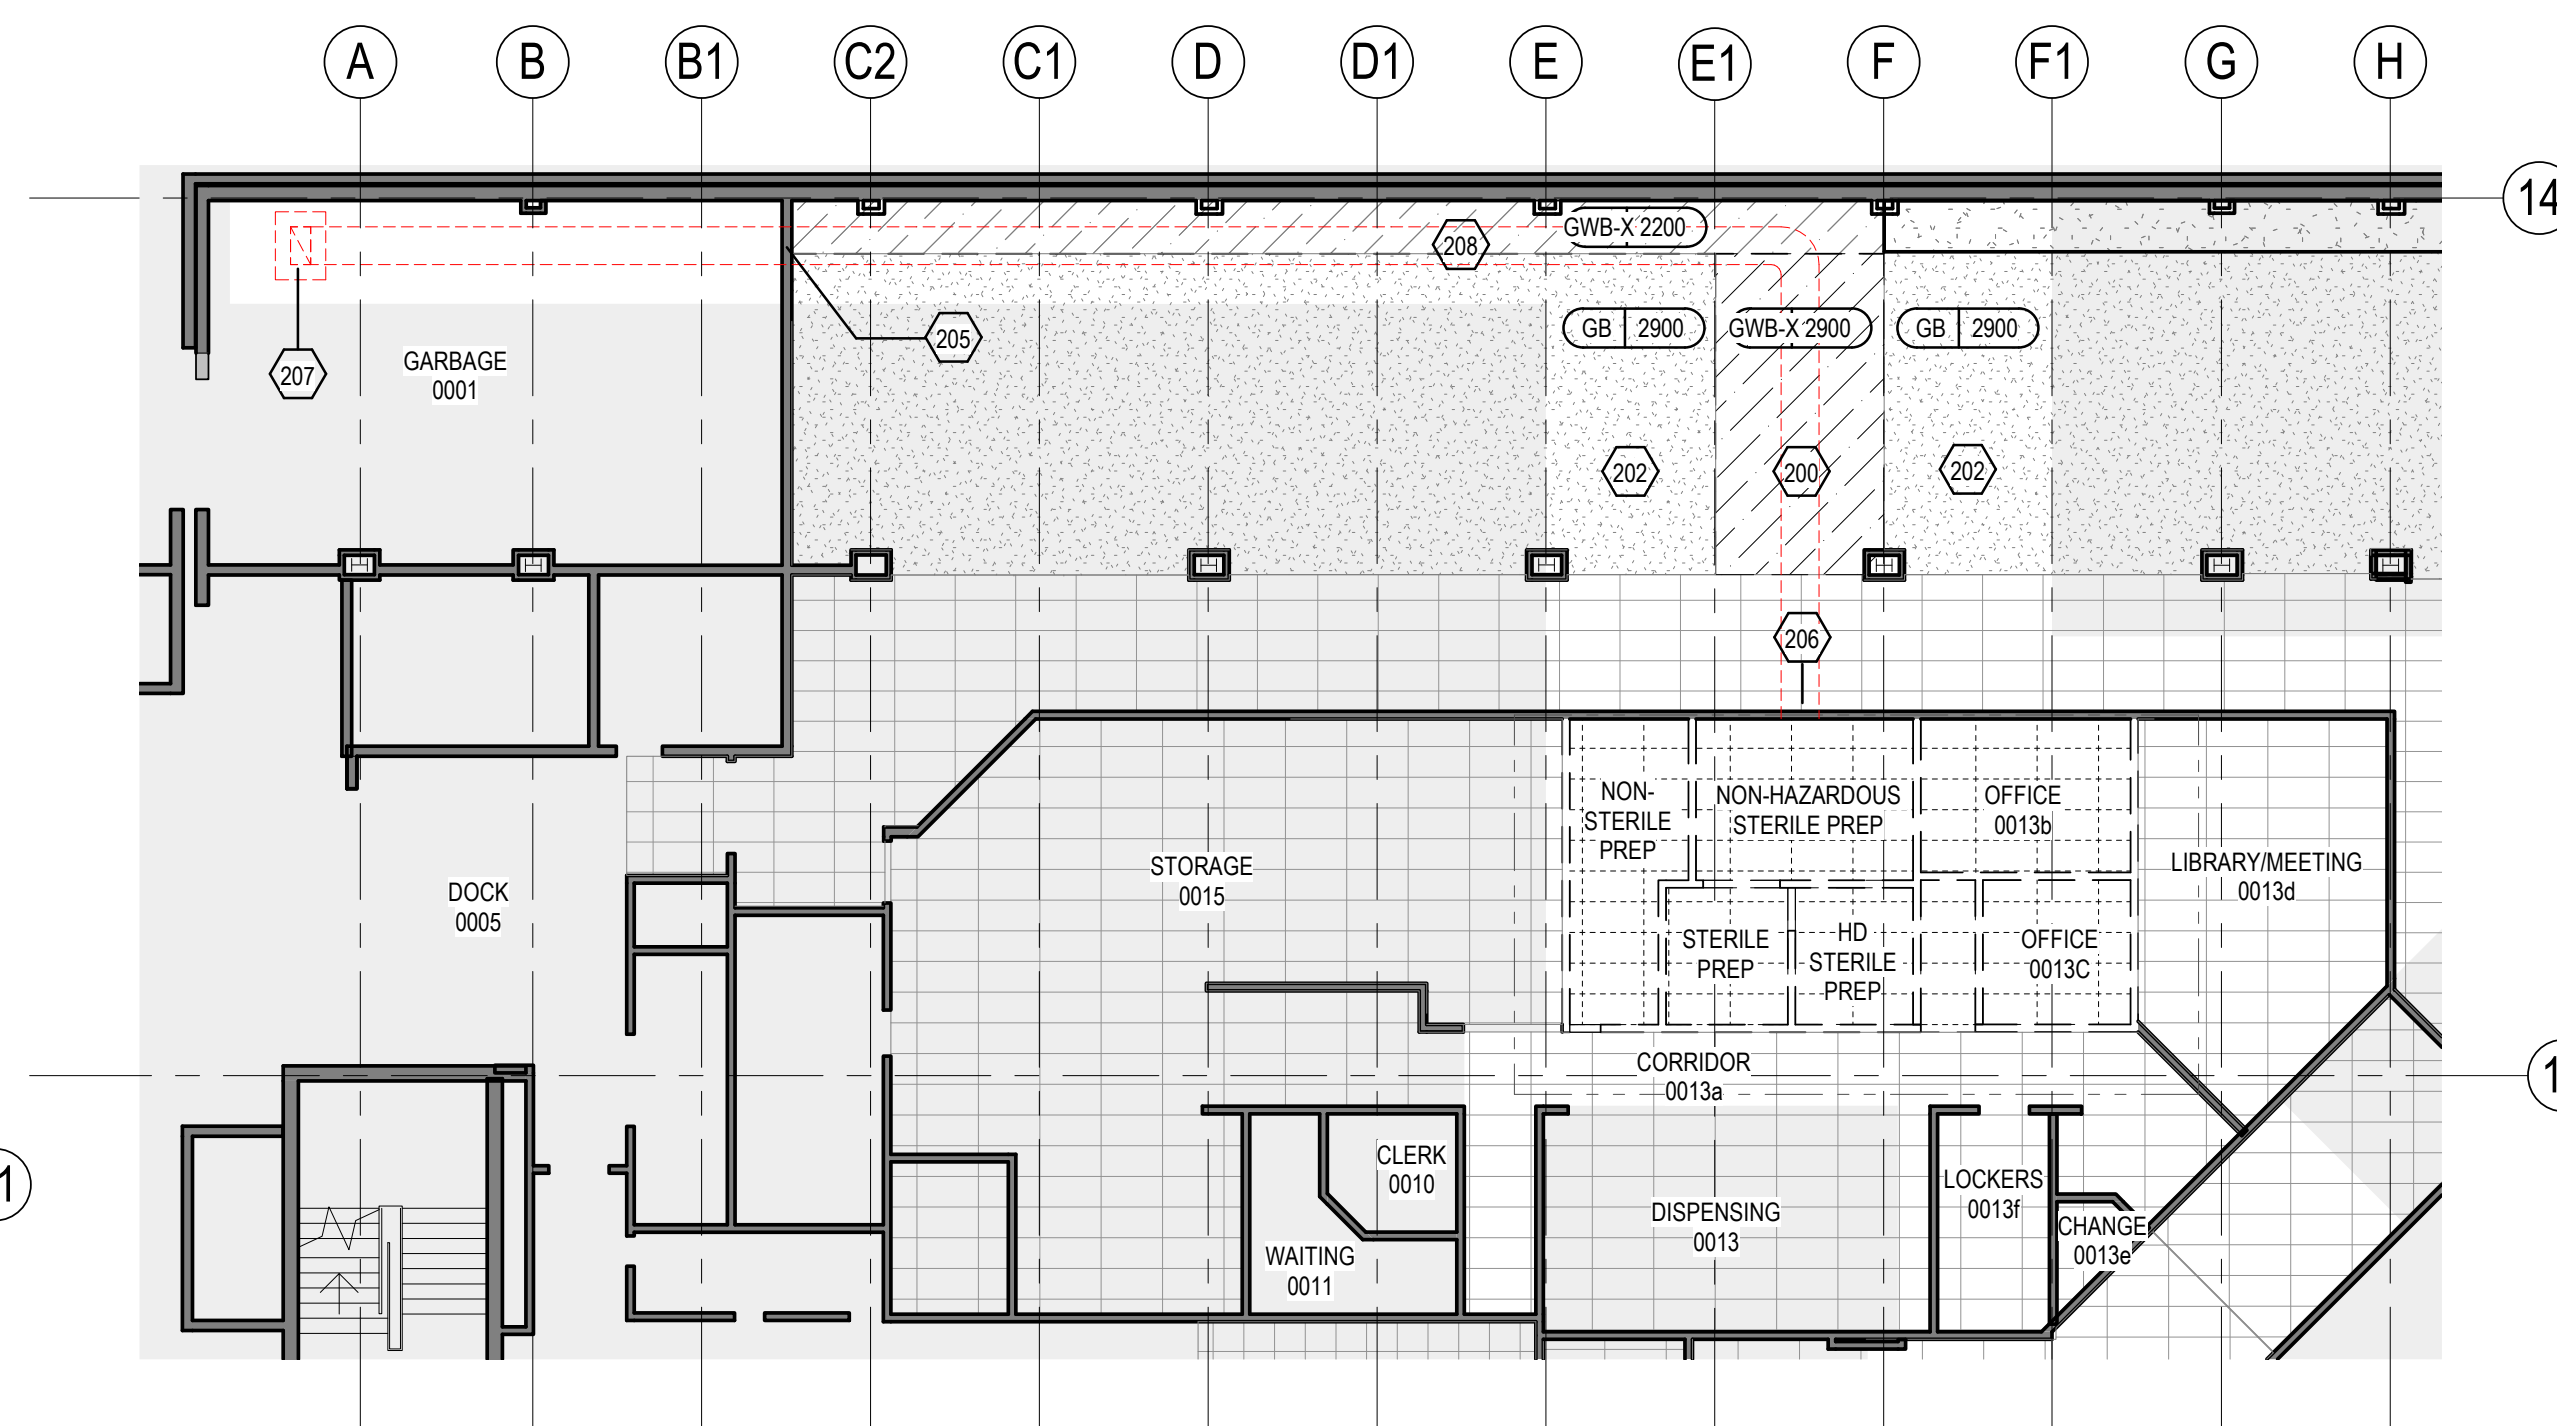 A
B
B1
C2
C1
D
D1
E
E1
F
F1
G
H
14
GWB-X 2200
208
GB 2900
GWB-X 2900
GB 2900
205
207
GARBAGE
0001
202
200
202
206
NON-
STERILE
PREP
NON-HAZARDOUS
STERILE PREP
OFFICE
0013b
LIBRARY/MEETING
0013d
STORAGE
0015
DOCK
0005
STERILE
PREP
HD
STERILE
PREP
OFFICE
0013C
CORRIDOR
0013a
1
CLERK
0010
LOCKERS
0013f
1
DISPENSING
0013
CHANGE
0013e
WAITING
0011